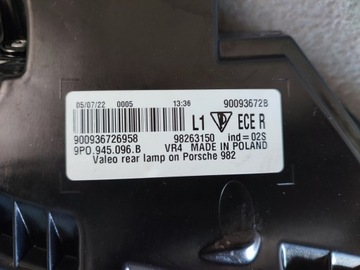 05/07/22 0005 13:36 90093672B
L1 ECE R
900936726958 98263150 ind=02S
9P0.945.096.B VR4 MADE IN POLAND
Valeo rear lamp on Porsche 982